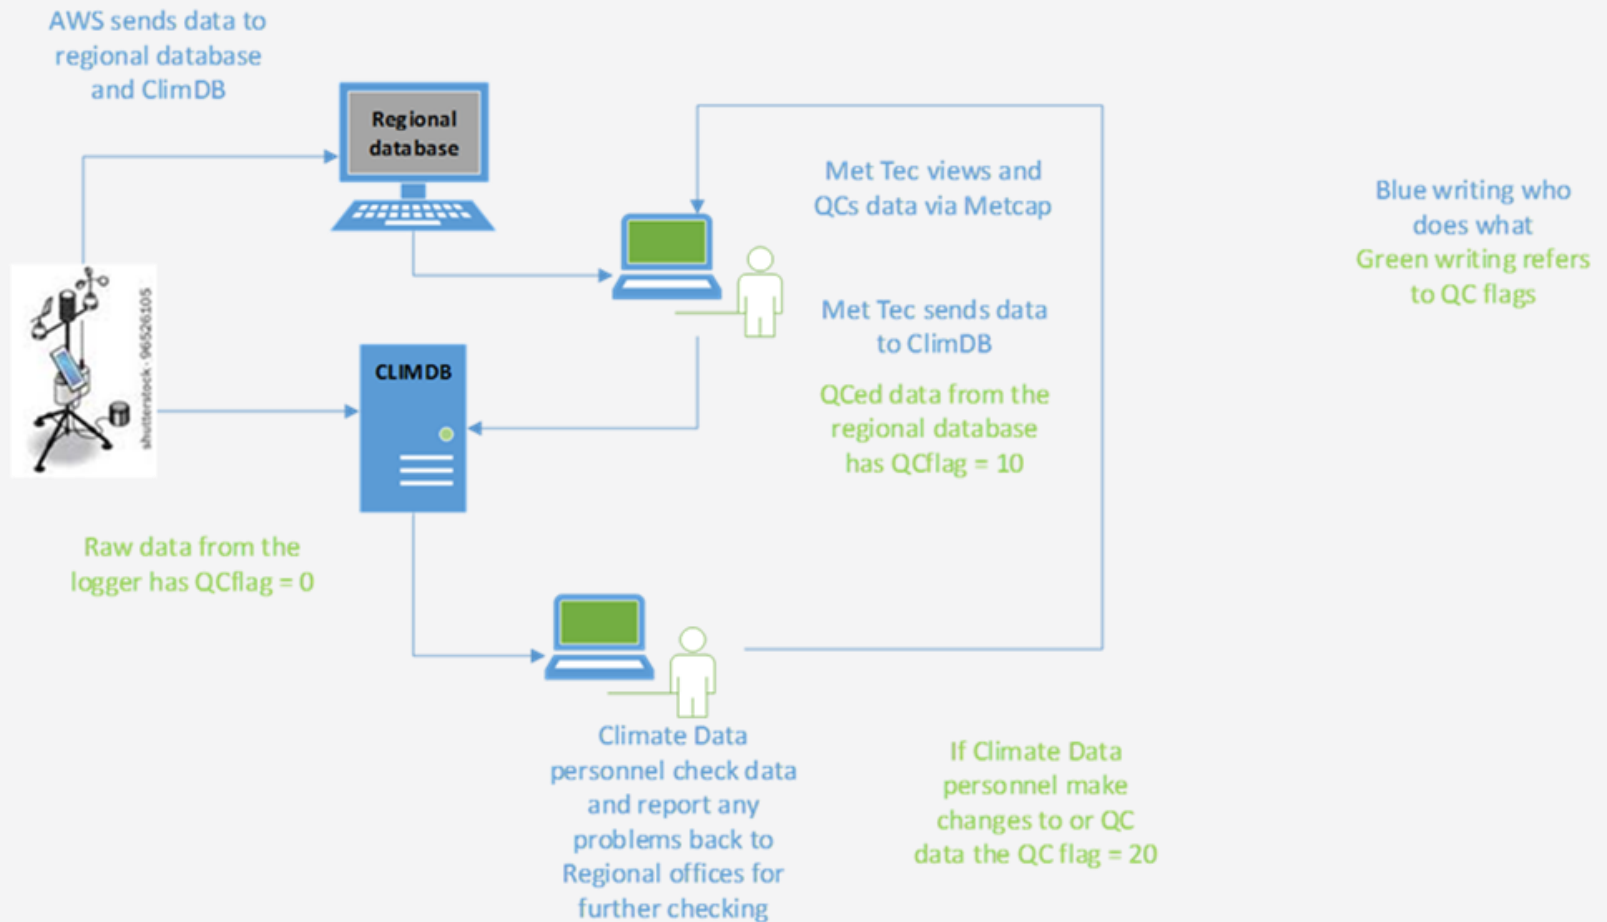 AWS sends data to
regional database
and ClimDB
Regional
database
Met Tec views and
QCs data via Metcap
Blue writing who
does what
Green writing refers
to QC flags
shutterstock · 96526105
Met Tec sends data
to ClimDB
CLIMDB
QCed data from the
regional database
has QCflag = 10
Raw data from the
logger has QCflag = 0
Climate Data
personnel check data
and report any
problems back to
Regional offices for
further checking
If Climate Data
personnel make
changes to or QC
data the QC flag = 20